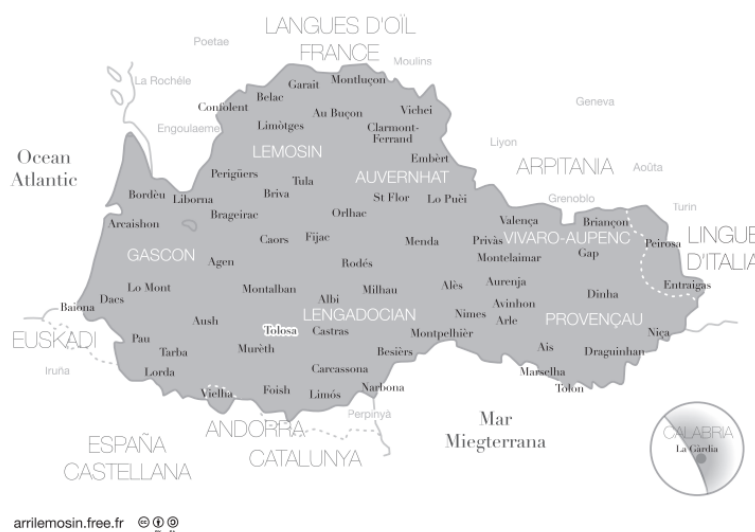 LANGUES D'OÏL
FRANCE
Poetae
Moulins
La Rochéle
Garait
Montluçon
Belac
Confolent
Au Buçon
Vichei
Geneva
Engoulaeme
Limòtges
Clarmont-
Ferrand
Liyon
Ocean
Atlantic
LEMOSIN
Embèrt
ARPITANIA
Aoûta
Perigüers
Tula
AUVERNHAT
Bordèu
Liborna
Briva
St Flor
Lo Puèi
Grenoblo
Turin
Arcaishon
Brageirac
Orlhac
Valença
Briançon
Caors
Fijac
Menda
Privàs
VIVARO-AUPENC
Peirosa
LINGUE
D'ITALIA
GASCON
Agen
Rodés
Montelaimar
Gap
Lo Mont
Montalban
Milhau
Alès
Aurenja
Entraigas
Baiona
Dacs
Albi
Avinhon
Dinha
Aush
LENGADOCIAN
Nimes
Arle
PROVENÇAU
EUSKADI
Tolosa
Castras
Montpelhièr
Niça
Pau
Murèth
Besièrs
Ais
Draguinhan
Tarba
Iruña
Lorda
Carcassona
Marselha
Vielha
Foish
Limós
Narbona
Tolon
Perpinyà
Mar
Miegterrana
ANDORRA
ESPAÑA
CASTELLANA
CATALUNYA
CALABRIA
La Gàrdia
arrilemosin.free.fr